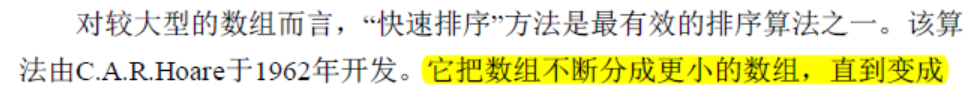 对较大型的数组而言，“快速排序”方法是最有效的排序算法之一。该算
法由C.A.R.Hoare于1962年开发。它把数组不断分成更小的数组，直到变成